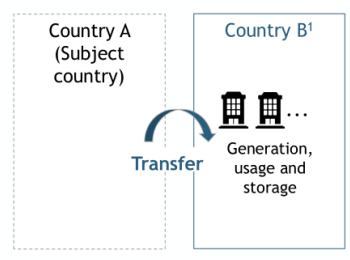 Country A
(Subject
country)
Country B¹
...
Transfer
Generation,
usage and
storage